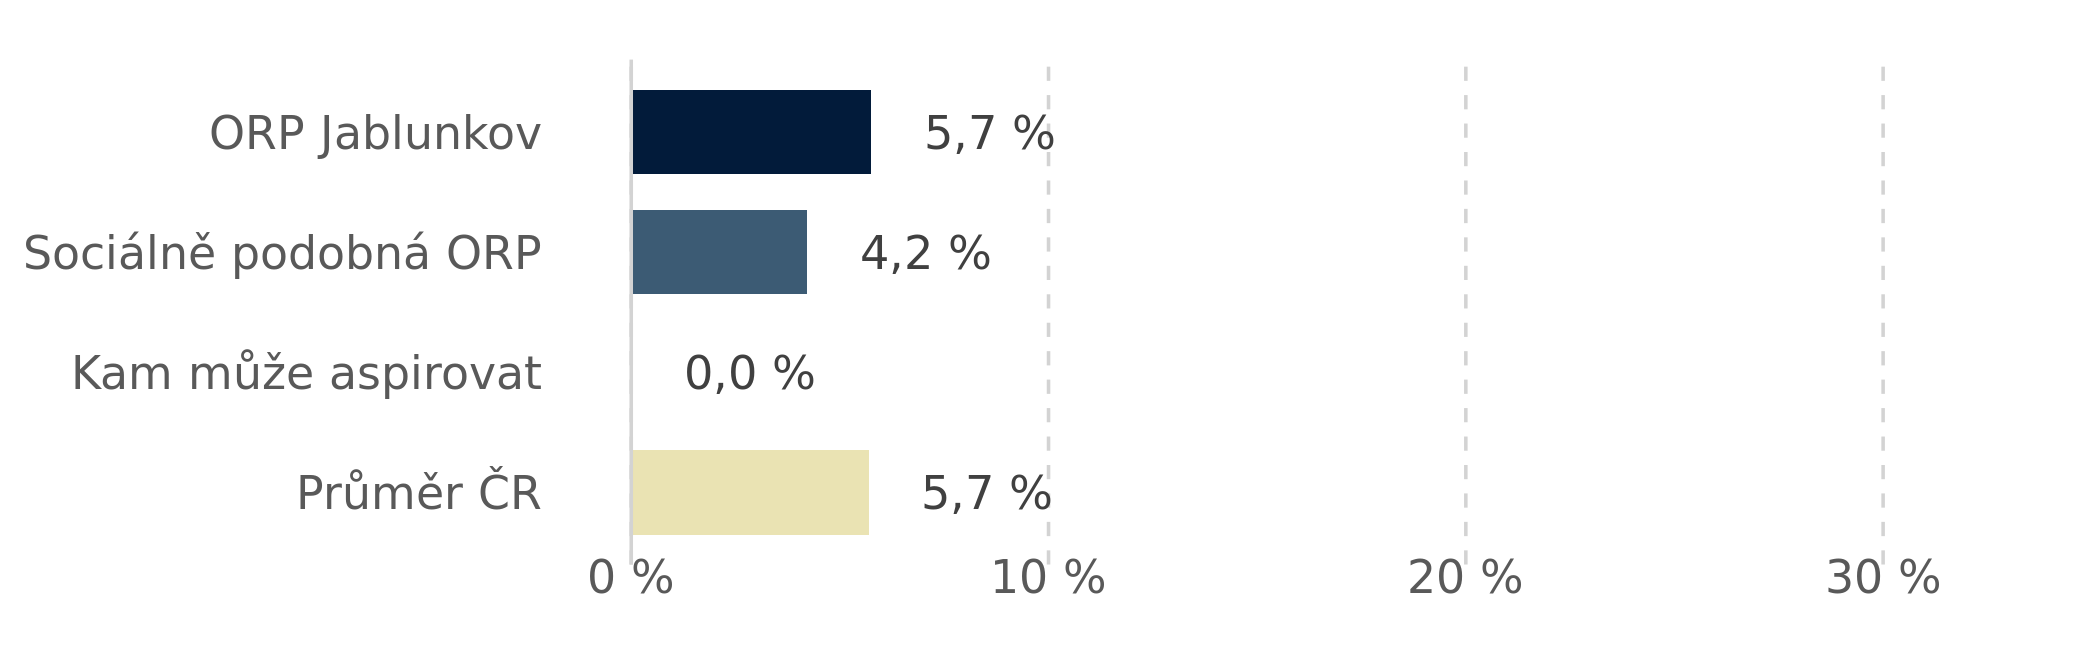 ORP Jablunkov 5,7 %
Sociálně podobná ORP 4,2 %
Kam může aspirovat 0,0 %
Průměr ČR 5,7 %
0 % 10 % 20 % 30 %